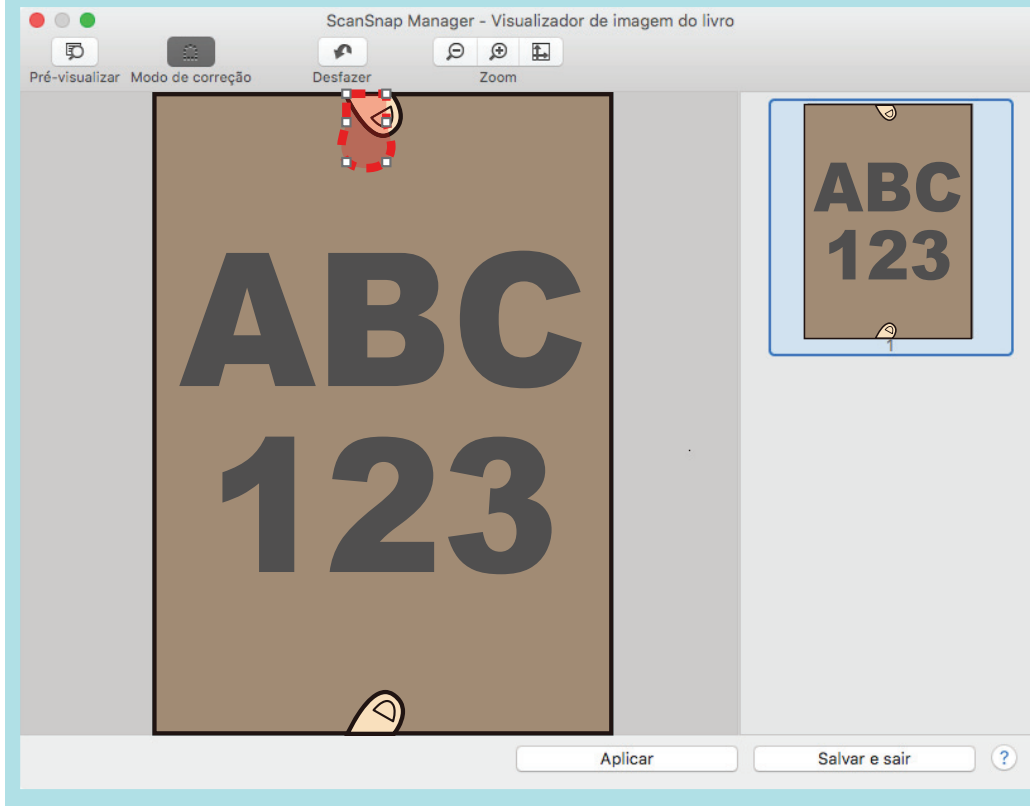 ScanSnap Manager - Visualizador de imagem do livro
Pré-visualizar Modo de correção Desfazer Zoom
ABC
123
ABC
123
1
Aplicar Salvar e sair ?